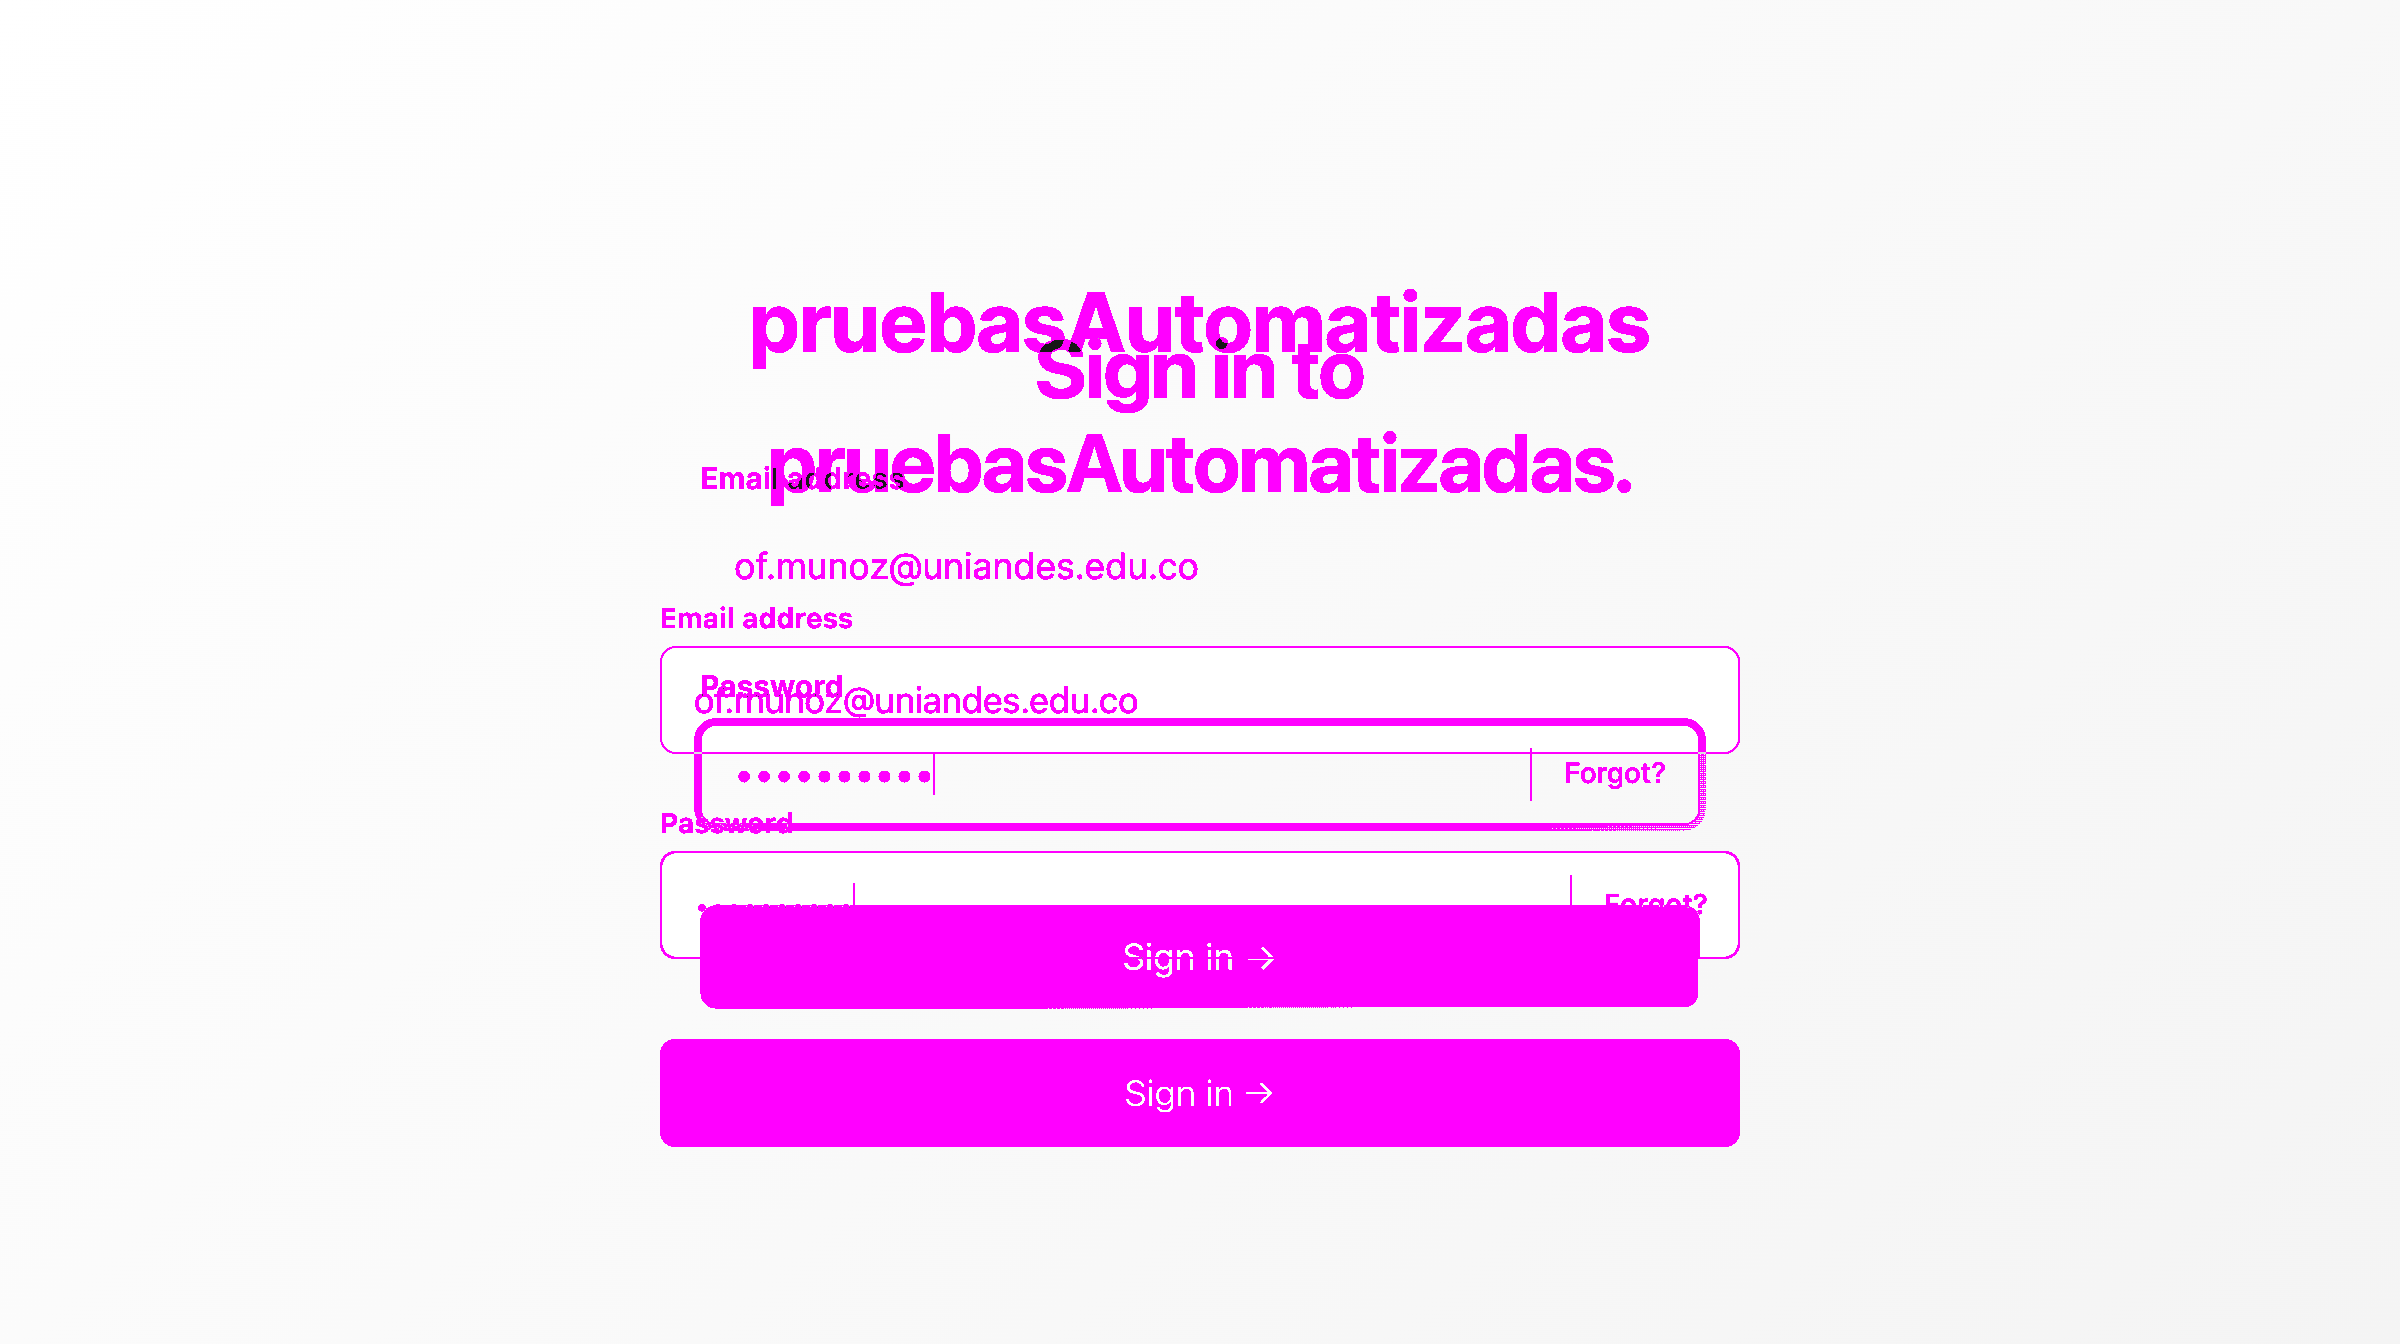 pruebasAutomatizadas
Sign in to
pruebasAutomatizadas.
Email address
of.munoz@uniandes.edu.co
Email address
Password
of.munoz@uniandes.edu.co
Forgot?
Password
Forgot?
Sign in →
Sign in →